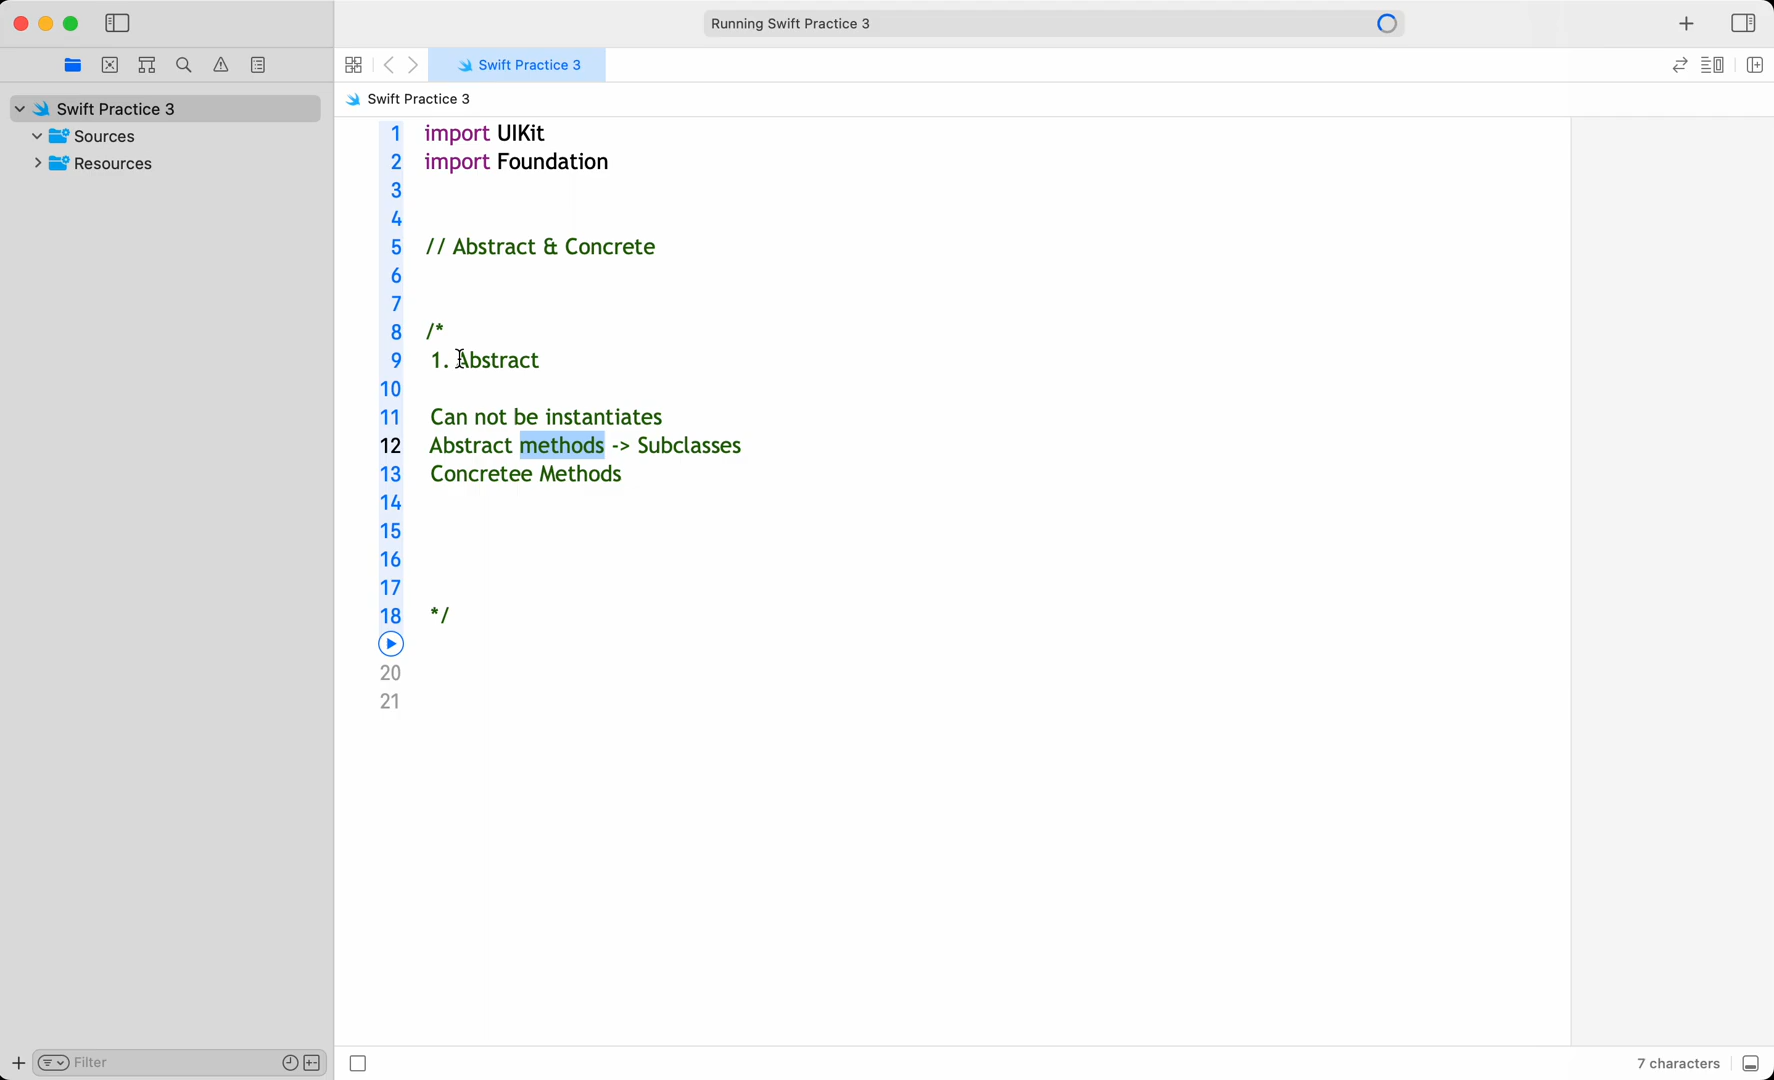 Running Swift Practice 3
Swift Practice 3
Swift Practice 3
Sources
Resources
Swift Practice 3
1 import UIKit
2 import Foundation
3
4
5 // Abstract & Concrete
6
7
8 /*
9 1. Abstract
10
11 Can not be instantiates
12 Abstract methods -> Subclasses
13 Concretee Methods
14
15
16
17
18 */
20
21
Filter
7 characters